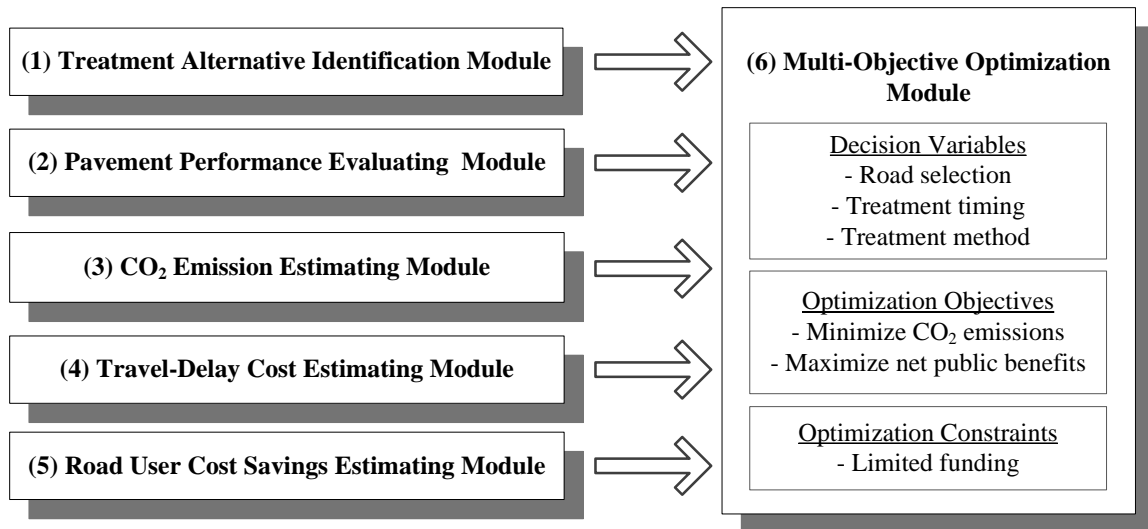 (1) Treatment Alternative Identification Module
(2) Pavement Performance Evaluating  Module
(3) CO₂ Emission Estimating Module
(4) Travel-Delay Cost Estimating Module
(5) Road User Cost Savings Estimating Module
(6) Multi-Objective Optimization
Module
Decision Variables
- Road selection
- Treatment timing
- Treatment method
Optimization Objectives
- Minimize CO₂ emissions
- Maximize net public benefits
Optimization Constraints
- Limited funding